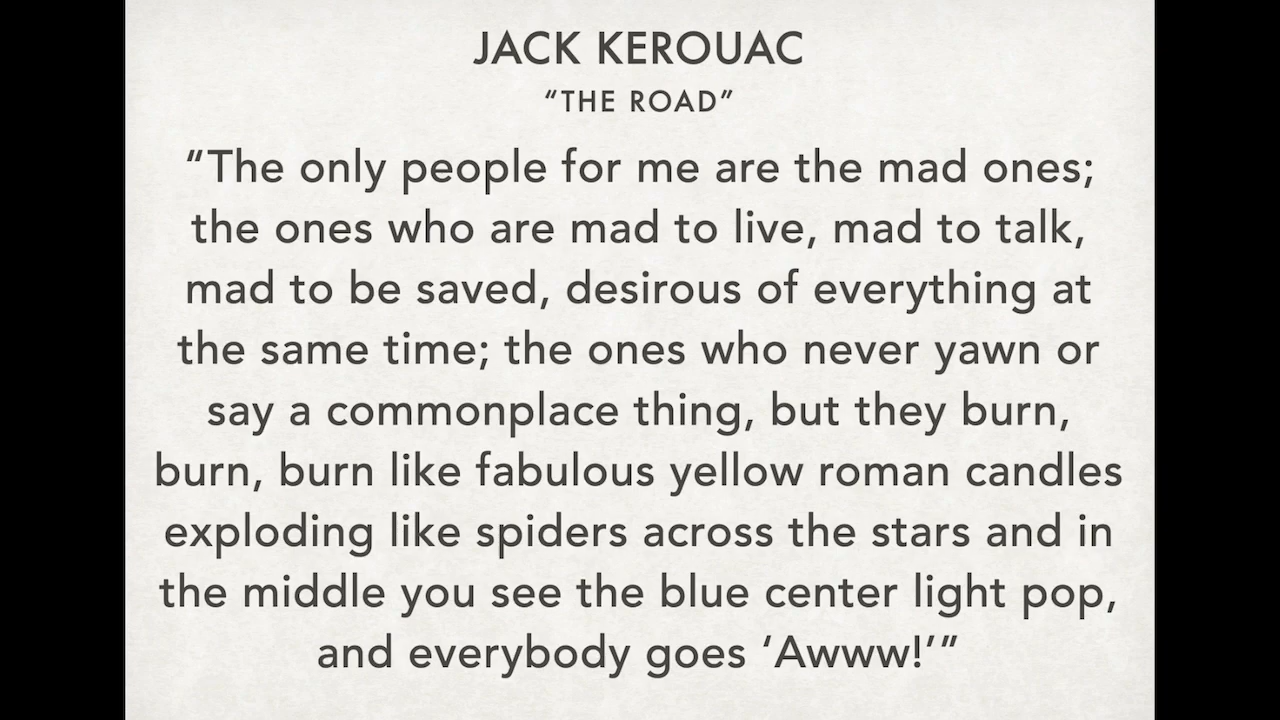 JACK KEROUAC
“THE ROAD”
“The only people for me are the mad ones;
the ones who are mad to live, mad to talk,
mad to be saved, desirous of everything at
the same time; the ones who never yawn or
say a commonplace thing, but they burn,
burn, burn like fabulous yellow roman candles
exploding like spiders across the stars and in
the middle you see the blue center light pop,
and everybody goes ‘Awww!’”